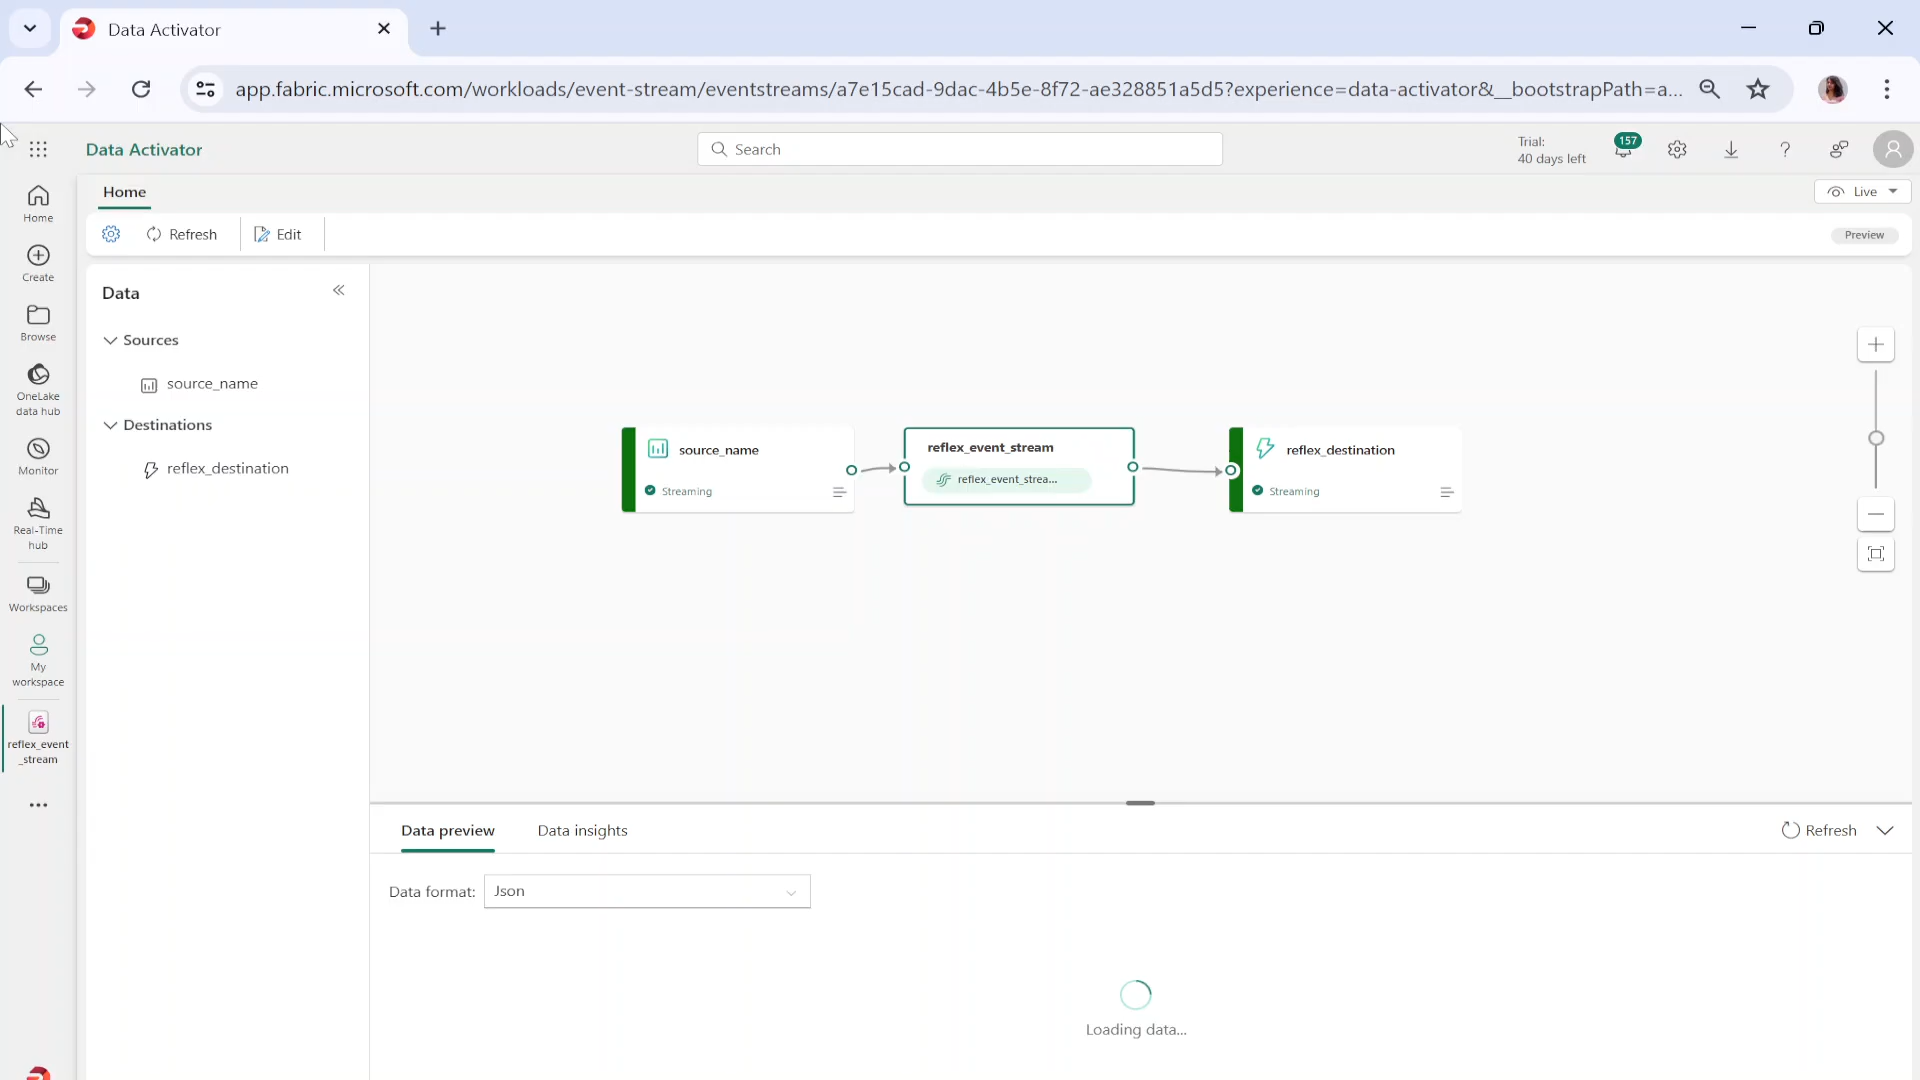 Data Activator
app.fabric.microsoft.com/workloads/event-stream/eventstreams/a7e15cad-9dac-4b5e-8f72-ae328851a5d5?experience=data-activator&__bootstrapPath=a...
Data Activator
Search
Trial:
40 days left
157
Home
Live
Refresh
Edit
Preview
Home
Create
Browse
OneLake
data hub
Monitor
Real-Time
hub
Workspaces
My
workspace
reflex_event
_stream
Data
Sources
source_name
Destinations
reflex_destination
source_name
Streaming
reflex_event_stream
reflex_event_strea...
reflex_destination
Streaming
Data preview
Data insights
Refresh
Data format:
Json
Loading data...